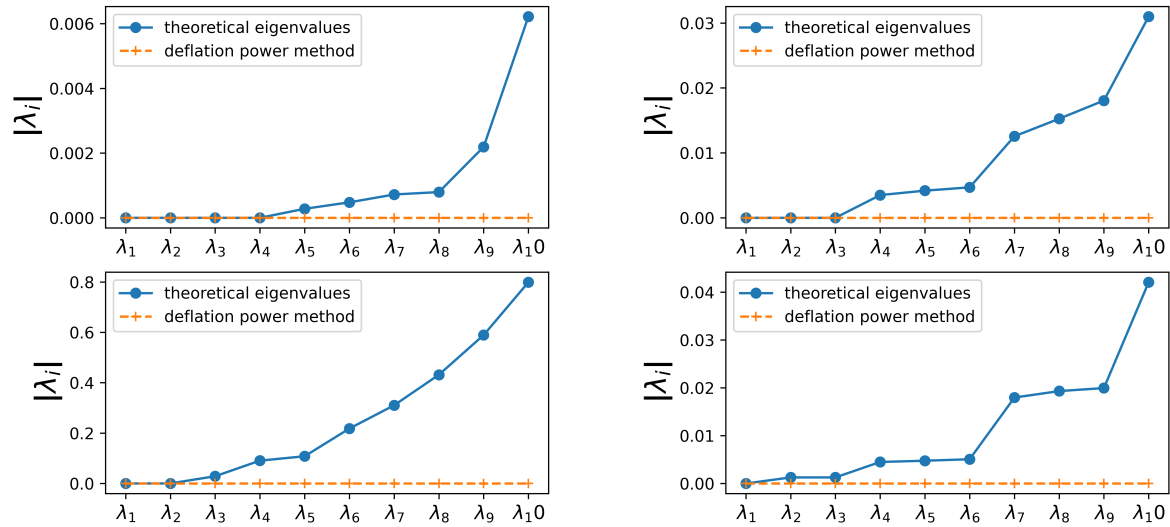 theoretical eigenvalues
deflation power method
|λᵢ|
0.006
0.004
0.002
0.000
λ₁ λ₂ λ₃ λ₄ λ₅ λ₆ λ₇ λ₈ λ₉ λ₁0
theoretical eigenvalues
deflation power method
|λᵢ|
0.03
0.02
0.01
0.00
λ₁ λ₂ λ₃ λ₄ λ₅ λ₆ λ₇ λ₈ λ₉ λ₁0
theoretical eigenvalues
deflation power method
|λᵢ|
0.8
0.6
0.4
0.2
0.0
λ₁ λ₂ λ₃ λ₄ λ₅ λ₆ λ₇ λ₈ λ₉ λ₁0
theoretical eigenvalues
deflation power method
|λᵢ|
0.04
0.03
0.02
0.01
0.00
λ₁ λ₂ λ₃ λ₄ λ₅ λ₆ λ₇ λ₈ λ₉ λ₁0